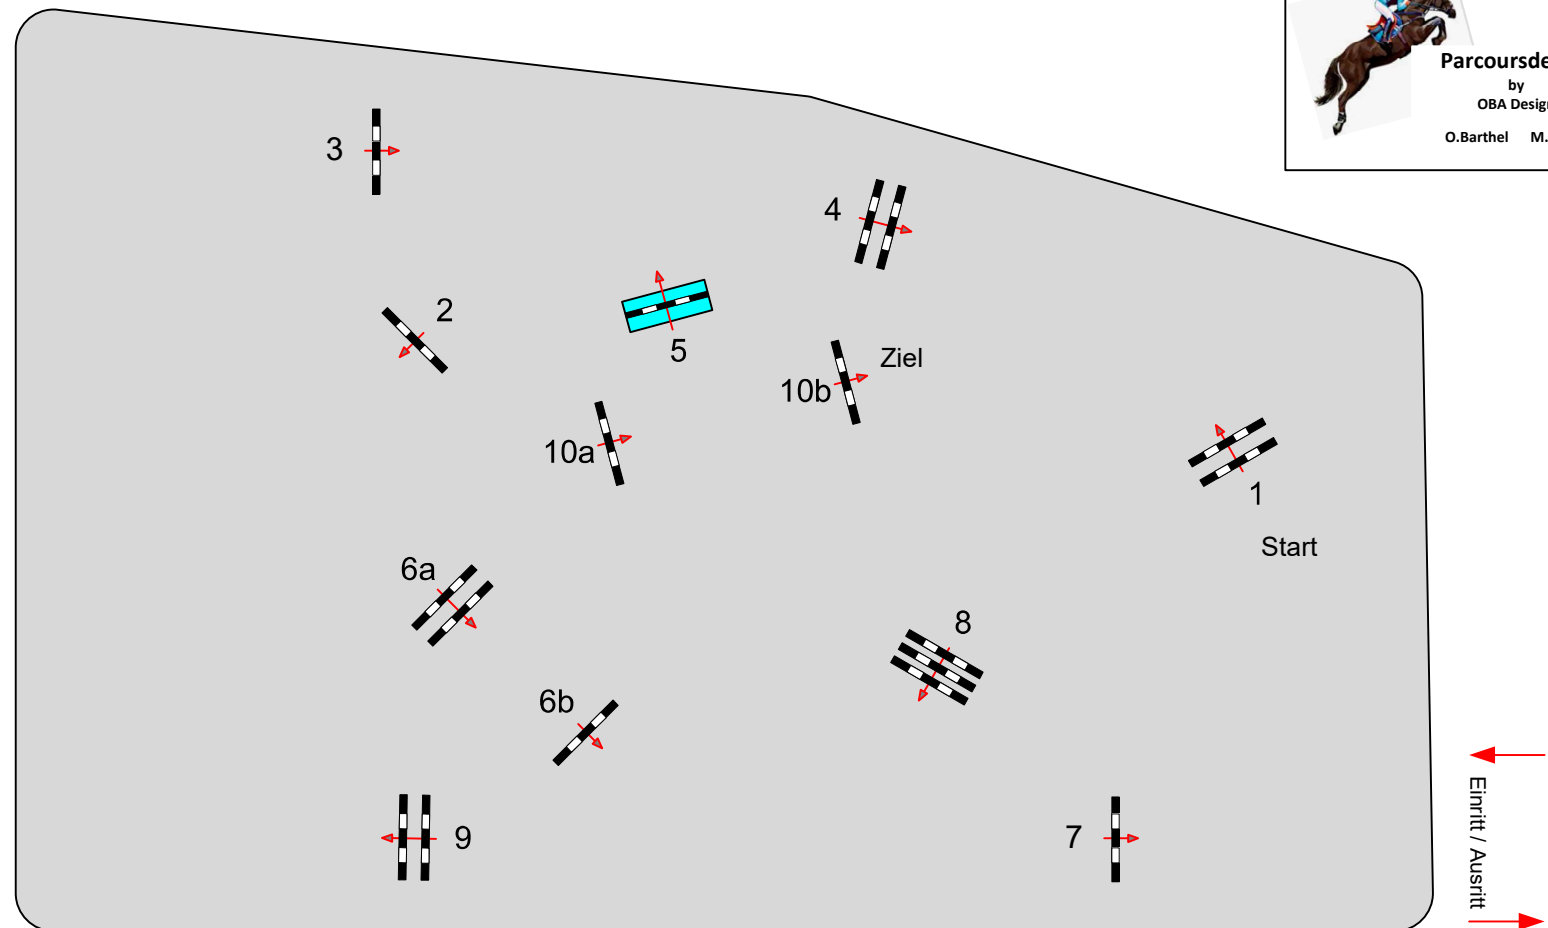 Parcoursde
by
OBA Design
O.Barthel M.
3
4
2
5
Ziel
10b
10a
1
Start
6a
8
6b
9
7
Einritt / Ausritt